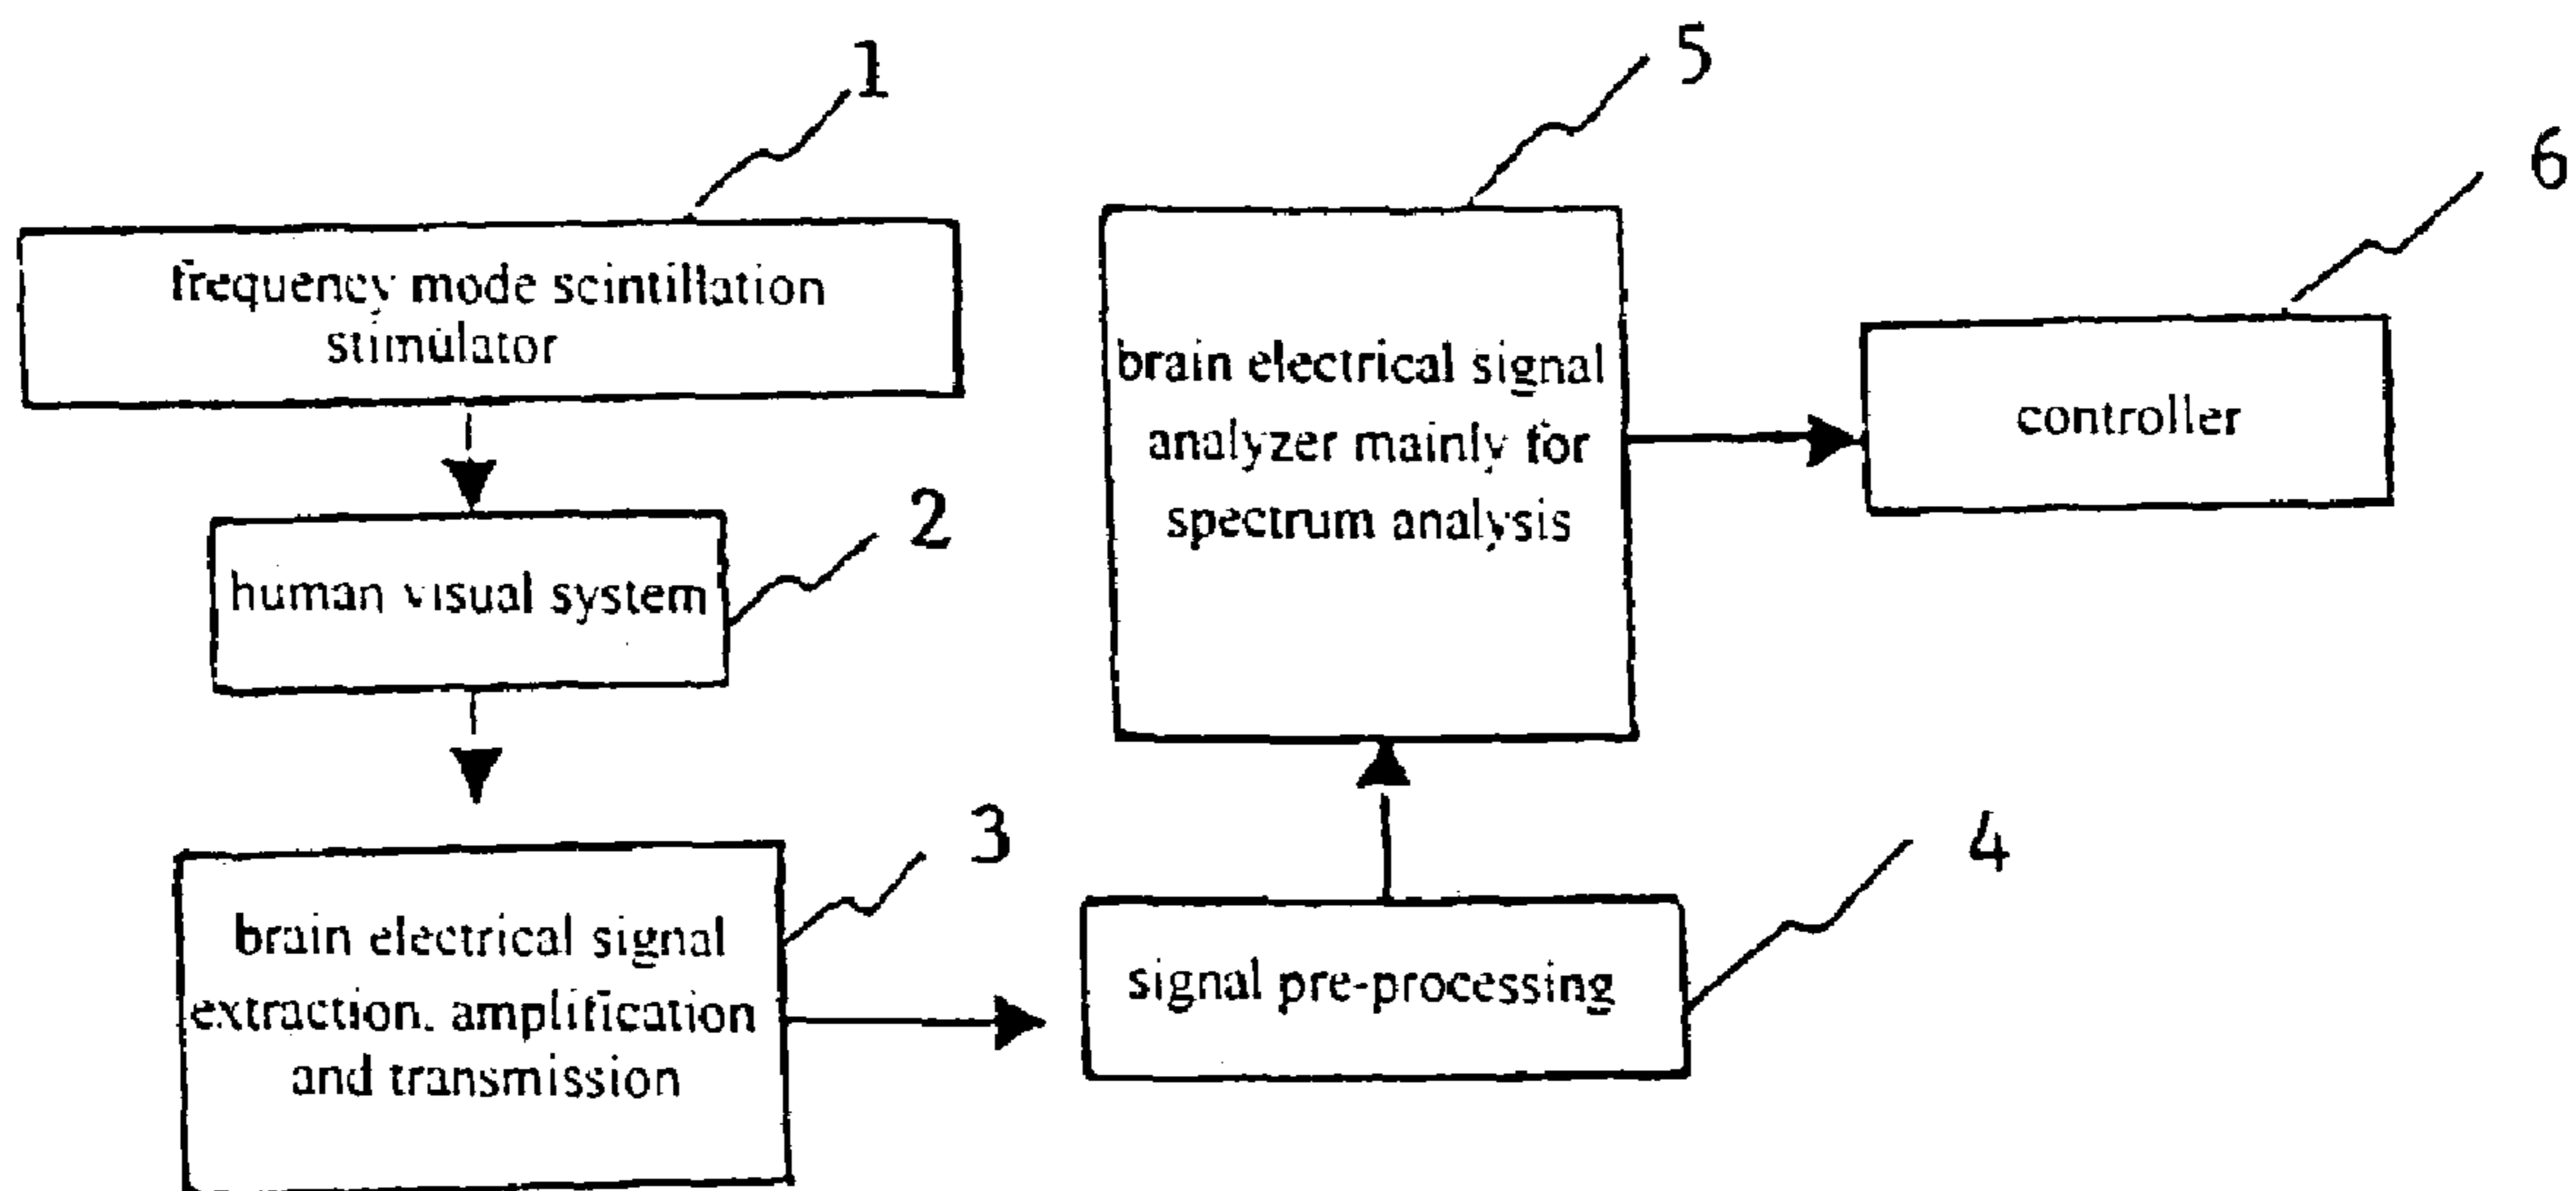 1
frequency mode scintillation
stimulator
2
human visual system
3
brain electrical signal
extraction, amplification
and transmission
4
signal pre-processing
5
brain electrical signal
analyzer mainly for
spectrum analysis
6
controller